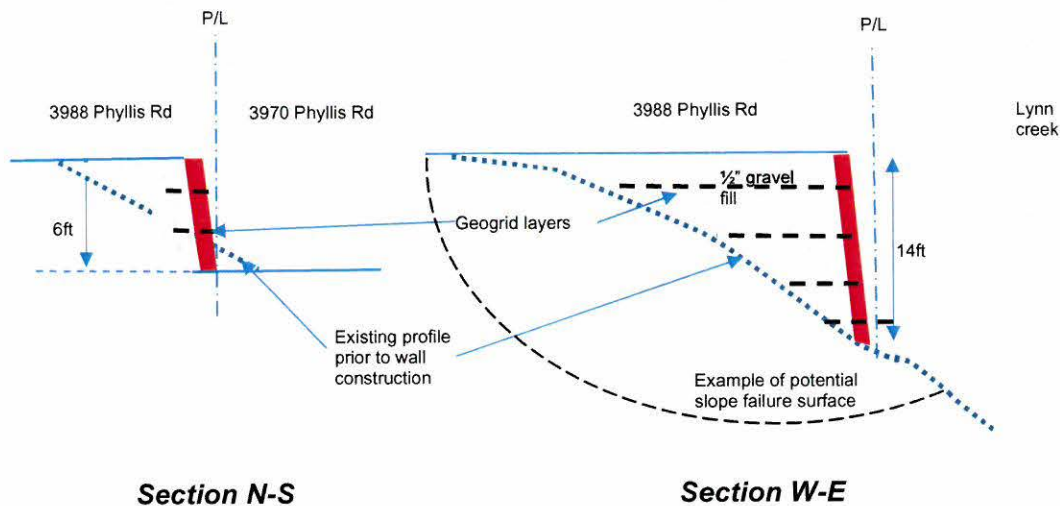 P/L
3988 Phyllis Rd
3970 Phyllis Rd
6ft
Geogrid layers
Existing profile
prior to wall
construction
Section N-S
P/L
3988 Phyllis Rd
Lynn
creek
½" gravel
fill
14ft
Example of potential
slope failure surface
Section W-E